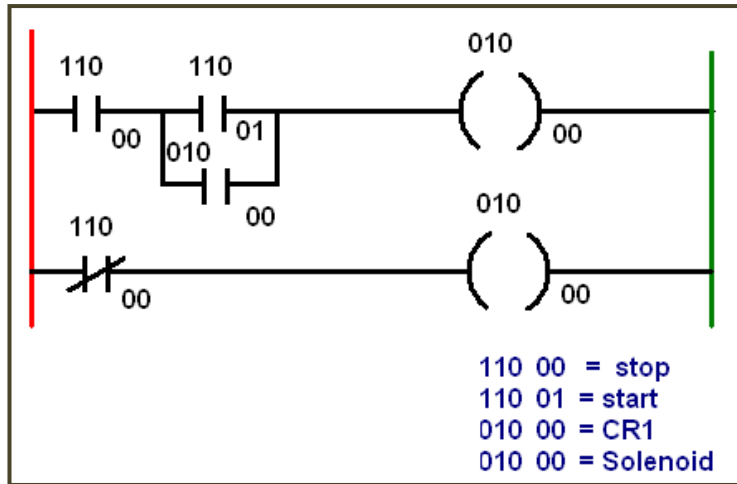 010
110 110
00 01 00
010
00
110 010
00 00
110 00 = stop
110 01 = start
010 00 = CR1
010 00 = Solenoid